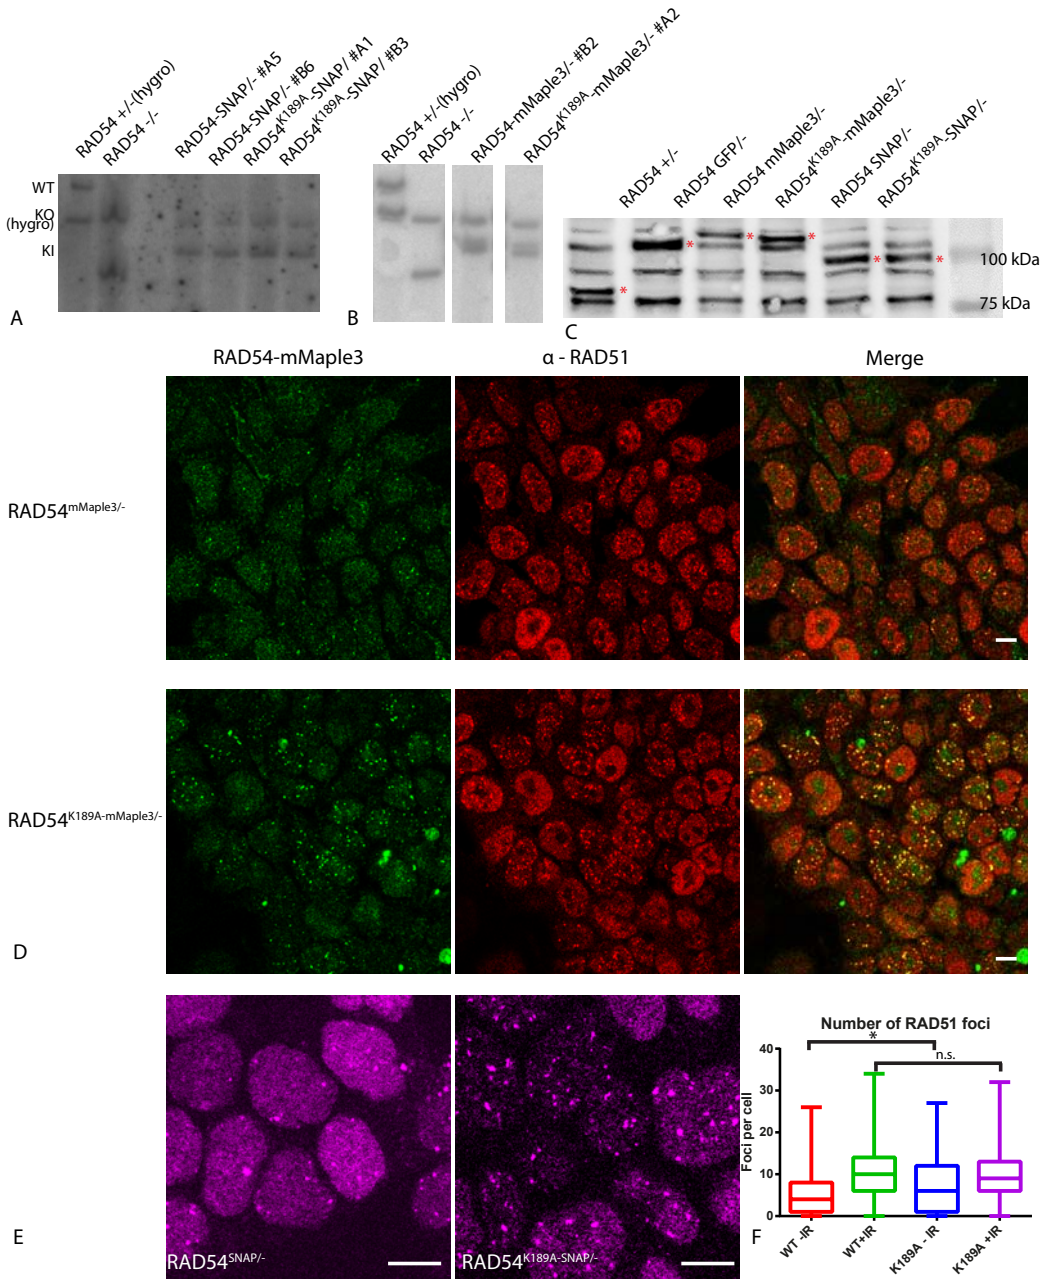 RAD54 +/-(hygro)
RAD54 -/-
RAD54-SNAP/- #A5
RAD54-SNAP/- #B6
RAD54K189A-SNAP/ #A1
RAD54K189A-SNAP/ #B3
WT
KO
(hygro)
KI
A
RAD54 +/-(hygro)
RAD54 -/-
RAD54-mMaple3/- #B2
RAD54K189A-mMaple3/- #A2
B
RAD54 +/-
RAD54 GFP/-
RAD54 mMaple3/-
RAD54K189A-mMaple3/-
RAD54 SNAP/-
RAD54K189A-SNAP/-
* * * * * *
100 kDa
75 kDa
C
RAD54-mMaple3
α - RAD51
Merge
RAD54mMaple3/-
RAD54K189A-mMaple3/-
D
RAD54SNAP/-
RAD54K189A-SNAP/-
E
Number of RAD51 foci
*
n.s.
Foci per cell
40
30
20
10
0
WT -IR
WT+IR
K189A - IR
K189A +IR
F